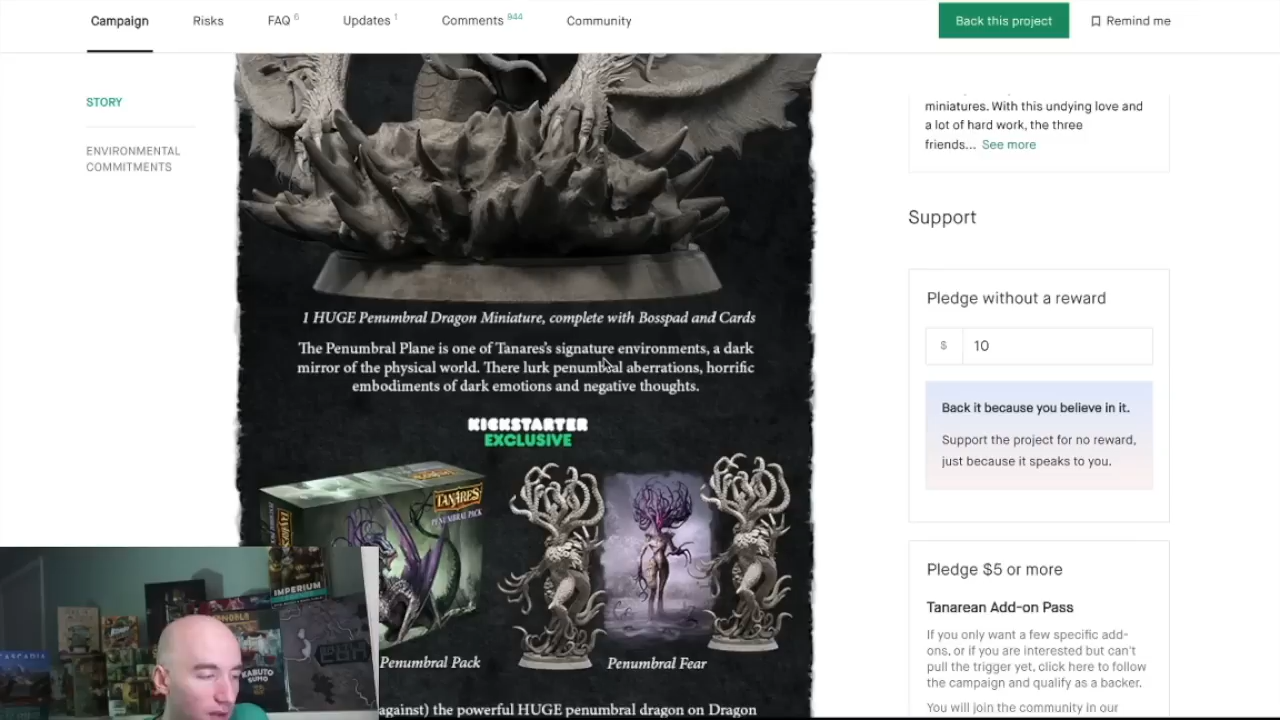 Campaign
Risks
FAQ 6
Updates 1
Comments 944
Community
Back this project
Remind me
STORY
ENVIRONMENTAL
COMMITMENTS
1 HUGE Penumbral Dragon Miniature, complete with Bosspad and Cards
The Penumbral Plane is one of Tanares's signature environments, a dark
mirror of the physical world. There lurk penumbral aberrations, horrific
embodiments of dark emotions and negative thoughts.
KICKSTARTER
EXCLUSIVE
TANARES
PENUMBRAL PACK
Penumbral Pack
Penumbral Fear
against) the powerful HUGE penumbral dragon on Dragon
miniatures. With this undying love and
a lot of hard work, the three
friends... See more
Support
Pledge without a reward
$ 10
Back it because you believe in it.
Support the project for no reward,
just because it speaks to you.
Pledge $5 or more
Tanarean Add-on Pass
If you only want a few specific add-
ons, or if you are interested but can't
pull the trigger yet, click here to follow
the campaign and qualify as a backer.
You will join the community in our
IMPERIUM
CASCADIA
KABUTO
SUMO